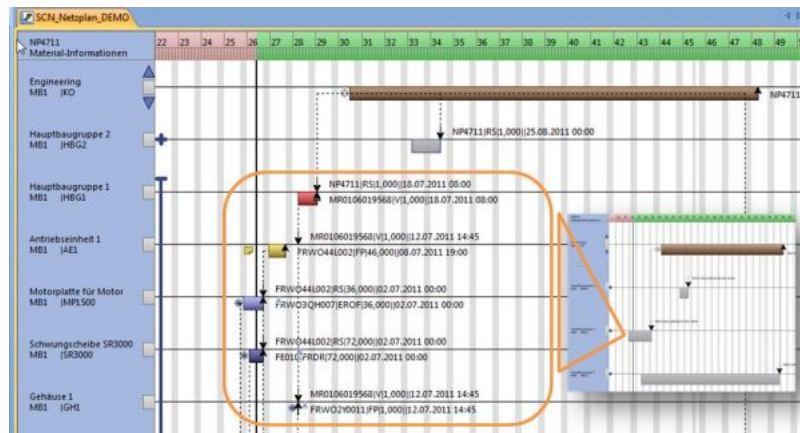 SCN_Netzplan_DEMO
NP4711
Material-Informationen
22 23 24 25 26 27 28 29 30 31 32 33 34 35 36 37 38 39 40 41 42 43 44 45 46 47 48 49
Engineering
MB1 |KO
NP4711
Hauptbaugruppe 2
MB1 |HBG2
NP4711|RS|1,000||25.08.2011 00:00
Hauptbaugruppe 1
MB1 |HBG1
NP4711|RS|1,000||18.07.2011 08:00
MR0106019568|V|1,000||18.07.2011 08:00
Antriebseinheit 1
MB1 |AE1
MR0106019568|V|1,000||12.07.2011 14:45
FRWO44L002|FP|46,000||08.07.2011 19:00
Motorplatte für Motor
MB1 |MP1500
FRWO44L002|RS|36,000||02.07.2011 00:00
FRWO3QH007|EROF|36,000||02.07.2011 00:00
Schwungscheibe SR3000
MB1 |SR3000
FRWO44L002|RS|72,000||02.07.2011 00:00
FE010 FRDR|72,000||02.07.2011 00:00
Gehäuse 1
MB1 |GH1
MR0106019568|V|1,000||12.07.2011 14:45
FRWO2Y0011|FP|1,000||12.07.2011 14:45